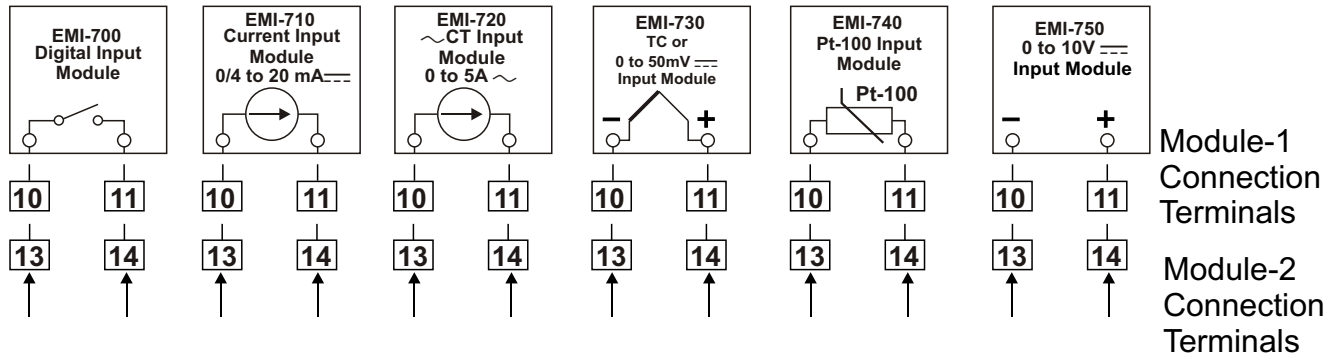 EMI-700
Digital Input
Module
EMI-710
Current Input
Module
0/4 to 20 mA⎓
EMI-720
∼CT Input
Module
0 to 5A ∼
EMI-730
TC or
0 to 50mV ⎓
Input Module
− +
EMI-740
Pt-100 Input
Module
Pt-100
EMI-750
0 to 10V ⎓
Input Module
− +
10 11 10 11 10 11 10 11 10 11 10 11
Module-1
Connection
Terminals
13 14 13 14 13 14 13 14 13 14 13 14
Module-2
Connection
Terminals